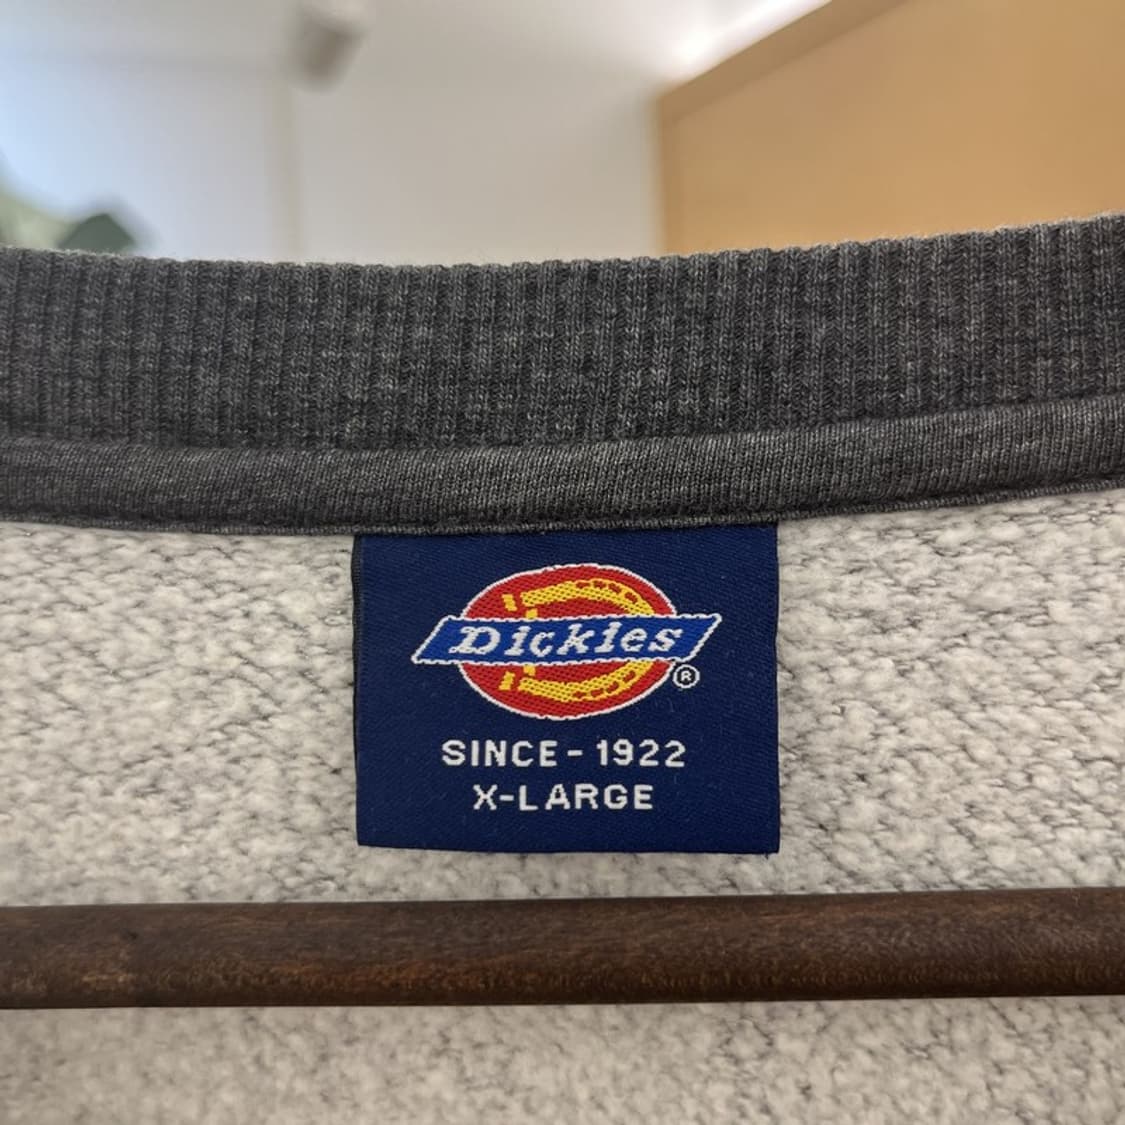 Dickies
®
SINCE - 1922
X-LARGE